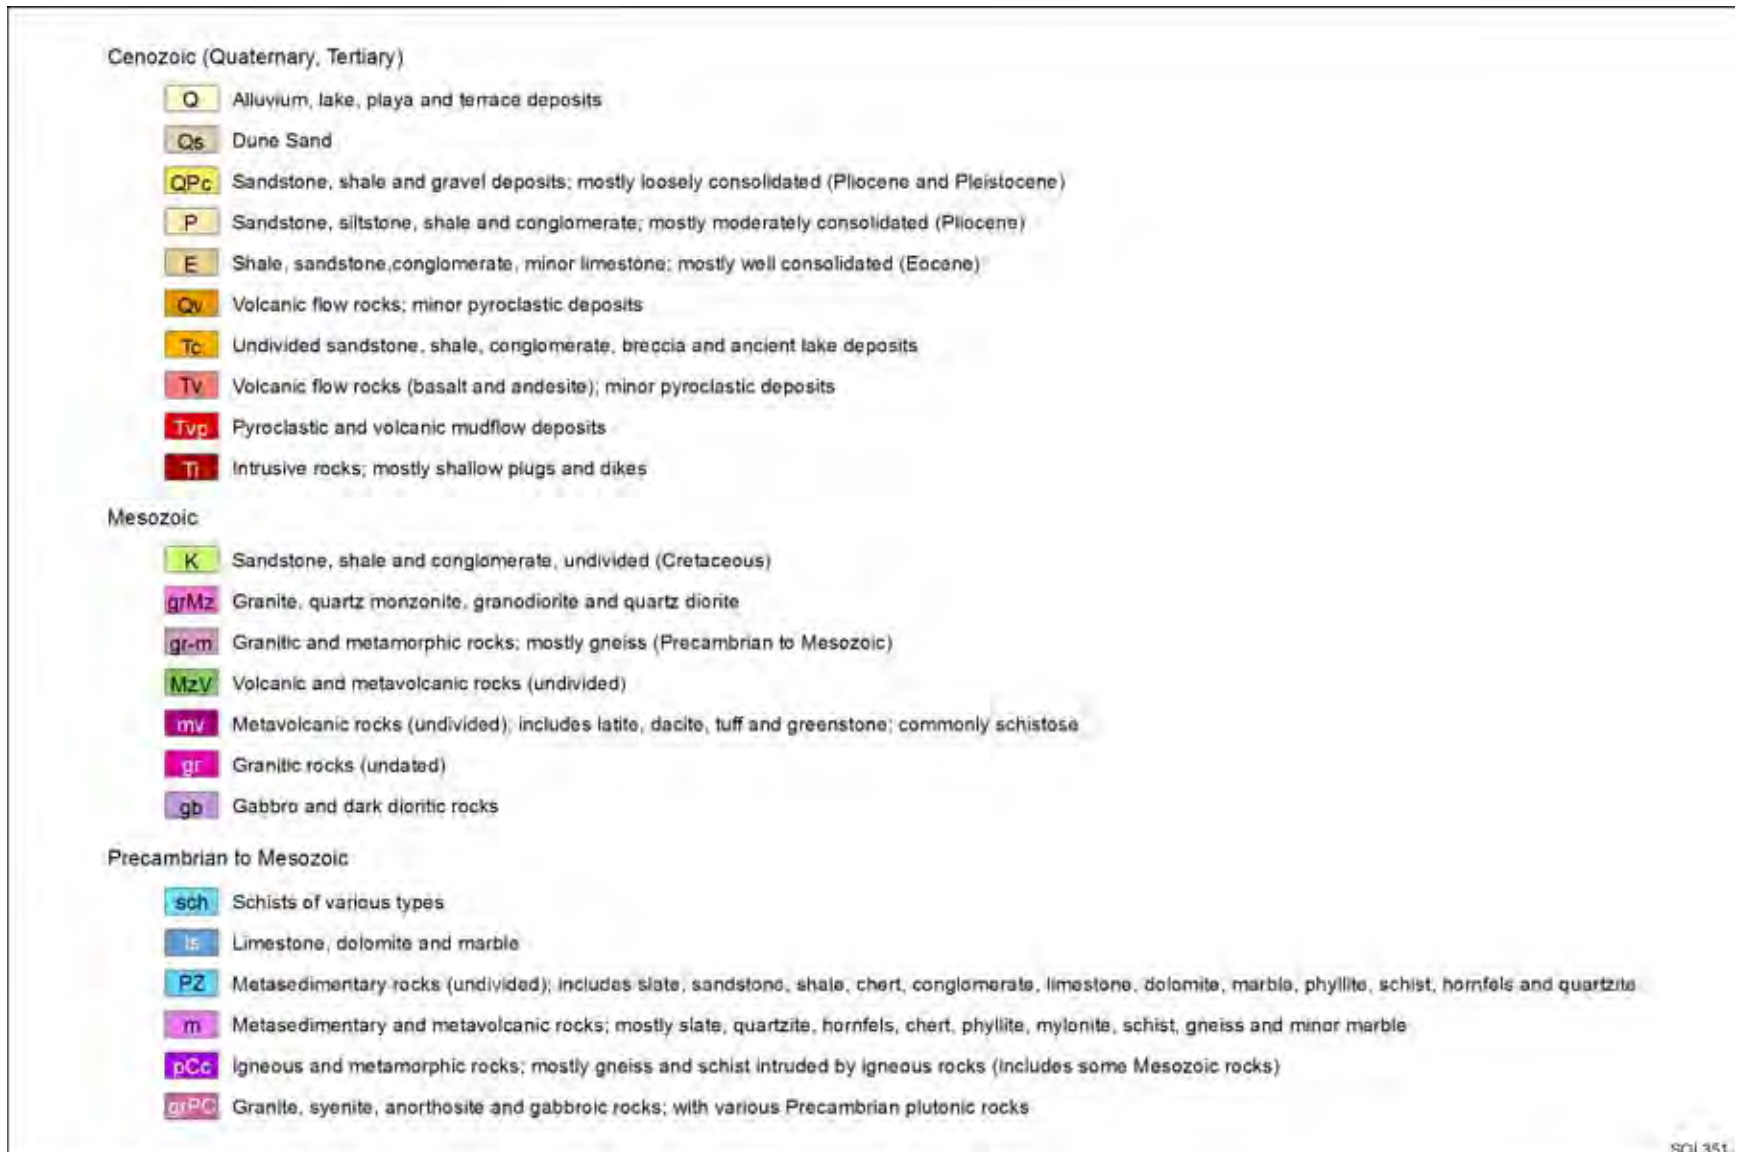 Cenozoic (Quaternary, Tertiary)
Q Alluvium, lake, playa and terrace deposits
Qs Dune Sand
QPc Sandstone, shale and gravel deposits; mostly loosely consolidated (Pliocene and Pleistocene)
P Sandstone, siltstone, shale and conglomerate; mostly moderately consolidated (Pliocene)
E Shale, sandstone,conglomerate, minor limestone; mostly well consolidated (Eocene)
Qv Volcanic flow rocks; minor pyroclastic deposits
Tc Undivided sandstone, shale, conglomerate, breccia and ancient lake deposits
Tv Volcanic flow rocks (basalt and andesite); minor pyroclastic deposits
Tvp Pyroclastic and volcanic mudflow deposits
Ti Intrusive rocks; mostly shallow plugs and dikes
Mesozoic
K Sandstone, shale and conglomerate, undivided (Cretaceous)
grMz Granite, quartz monzonite, granodiorite and quartz diorite
gr-m Granitic and metamorphic rocks; mostly gneiss (Precambrian to Mesozoic)
MzV Volcanic and metavolcanic rocks (undivided)
mv Metavolcanic rocks (undivided); includes latite, dacite, tuff and greenstone; commonly schistose
gr Granitic rocks (undated)
gb Gabbro and dark dioritic rocks
Precambrian to Mesozoic
sch Schists of various types
ls Limestone, dolomite and marble
PZ Metasedimentary rocks (undivided); includes slate, sandstone, shale, chert, conglomerate, limestone, dolomite, marble, phyllite, schist, hornfels and quartzite
m Metasedimentary and metavolcanic rocks; mostly slate, quartzite, hornfels, chert, phyllite, mylonite, schist, gneiss and minor marble
pCc Igneous and metamorphic rocks; mostly gneiss and schist intruded by igneous rocks (includes some Mesozoic rocks)
grPC Granite, syenite, anorthosite and gabbroic rocks; with various Precambrian plutonic rocks